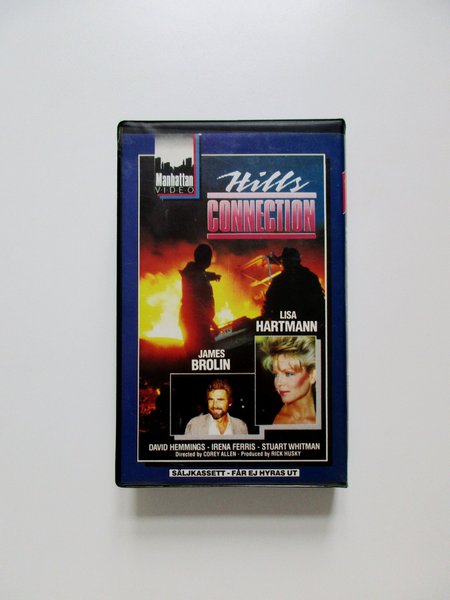 Manhattan
VIDEO
Hills
CONNECTION
LISA
HARTMANN
JAMES
BROLIN
DAVID HEMMINGS - IRENA FERRIS - STUART WHITMAN
Directed by COREY ALLEN - Produced by RICK HUSKY
SÄLJKASSETT - FÅR EJ HYRAS UT